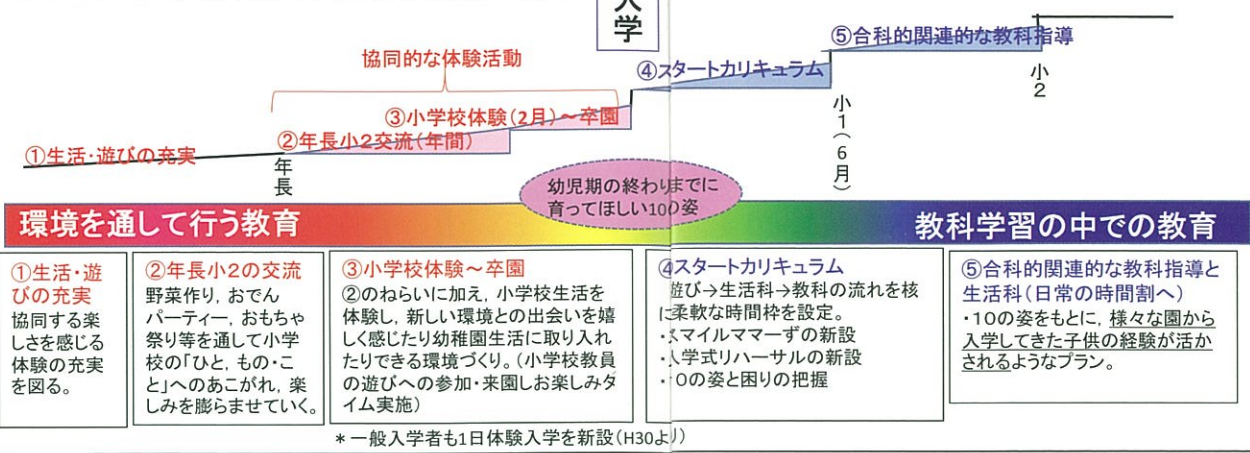 入学
⑤合科的関連的な教科指導
協同的な体験活動
④スタートカリキュラム
小2
③小学校体験(2月)～卒園
小1(6月)
②年長小2交流(年間)
①生活・遊びの充実
年長
幼児期の終わりまでに
育ってほしい10の姿
環境を通して行う教育
教科学習の中での教育
①生活・遊
びの充実
協同する楽
しさを感じる
体験の充実
を図る。
②年長小2の交流
野菜作り，おでん
パーティー，おもちゃ
祭り等を通して小学
校の「ひと，もの・こ
と」へのあこがれ，楽
しみを膨らませていく。
③小学校体験～卒園
②のねらいに加え，小学校生活を
体験し，新しい環境との出会いを嬉
しく感じたり幼稚園生活に取り入れ
たりできる環境づくり。（小学校教員
の遊びへの参加・来園しお楽しみタ
イム実施）
④スタートカリキュラム
遊び→生活科→教科の流れを核
に柔軟な時間枠を設定。
・スマイルママーずの新設
・入学式リハーサルの新設
・10の姿と困りの把握
⑤合科的関連的な教科指導と
生活科（日常の時間割へ）
・10の姿をもとに，様々な園から
入学してきた子供の経験が活か
されるようなプラン。
＊一般入学者も1日体験入学を新設（H30より）